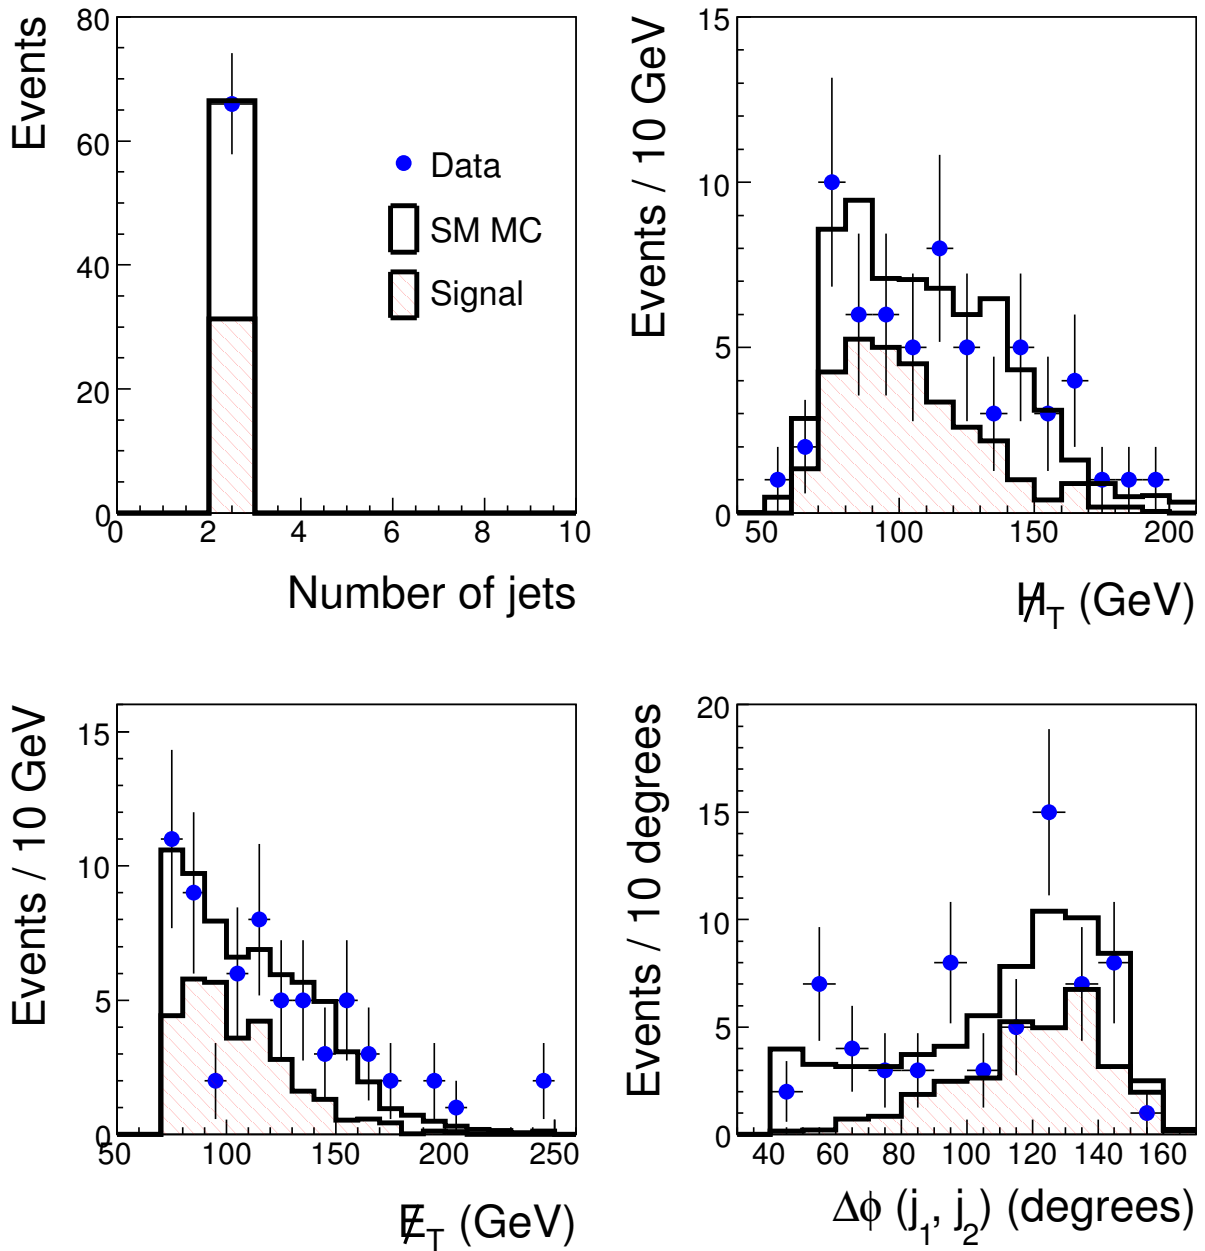 Events
80
60
40
20
0
0 2 4 6 8 10
Number of jets
Data
SM MC
Signal
Events / 10 GeV
15
10
5
0
50 100 150 200
H̸_T (GeV)
Events / 10 GeV
15
10
5
0
50 100 150 200 250
E̸_T (GeV)
Events / 10 degrees
20
15
10
5
0
40 60 80 100 120 140 160
Δϕ (j₁, j₂) (degrees)